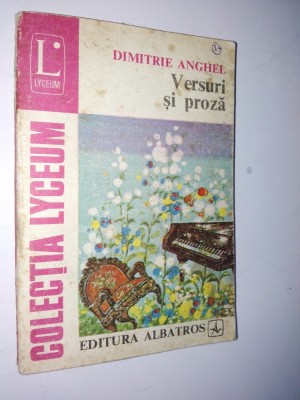 L
LYCEUM
DIMITRIE ANGHEL
Versuri
și proză
COLECȚIA LYCEUM
EDITURA ALBATROS